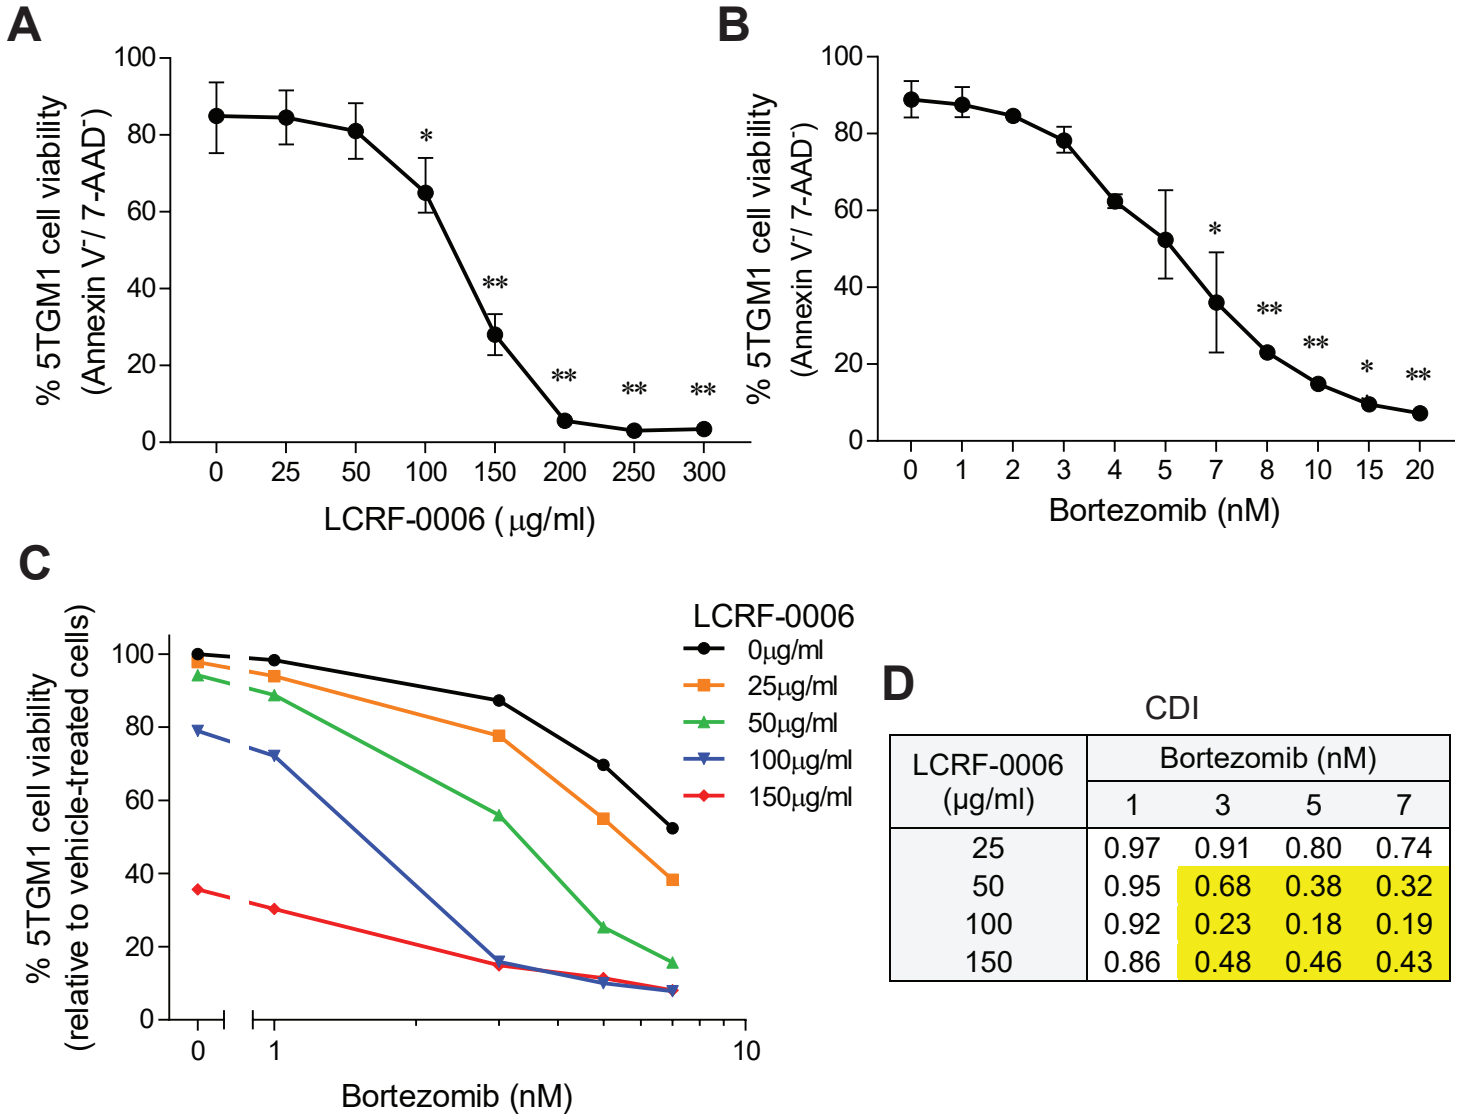 A
100
80
60
40
20
0
% 5TGM1 cell viability
(Annexin V⁻/ 7-AAD⁻)
*
**
**
**
**
0 25 50 100 150 200 250 300
LCRF-0006 (μg/ml)
B
100
80
60
40
20
0
% 5TGM1 cell viability
(Annexin V⁻/ 7-AAD⁻)
*
**
**
*
**
0 1 2 3 4 5 7 8 10 15 20
Bortezomib (nM)
C
100
80
60
40
20
0
% 5TGM1 cell viability
(relative to vehicle-treated cells)
0 1 10
Bortezomib (nM)
LCRF-0006
0μg/ml
25μg/ml
50μg/ml
100μg/ml
150μg/ml
D
CDI
LCRF-0006
(μg/ml)
Bortezomib (nM)
1 3 5 7
25 0.97 0.91 0.80 0.74
50 0.95 0.68 0.38 0.32
100 0.92 0.23 0.18 0.19
150 0.86 0.48 0.46 0.43